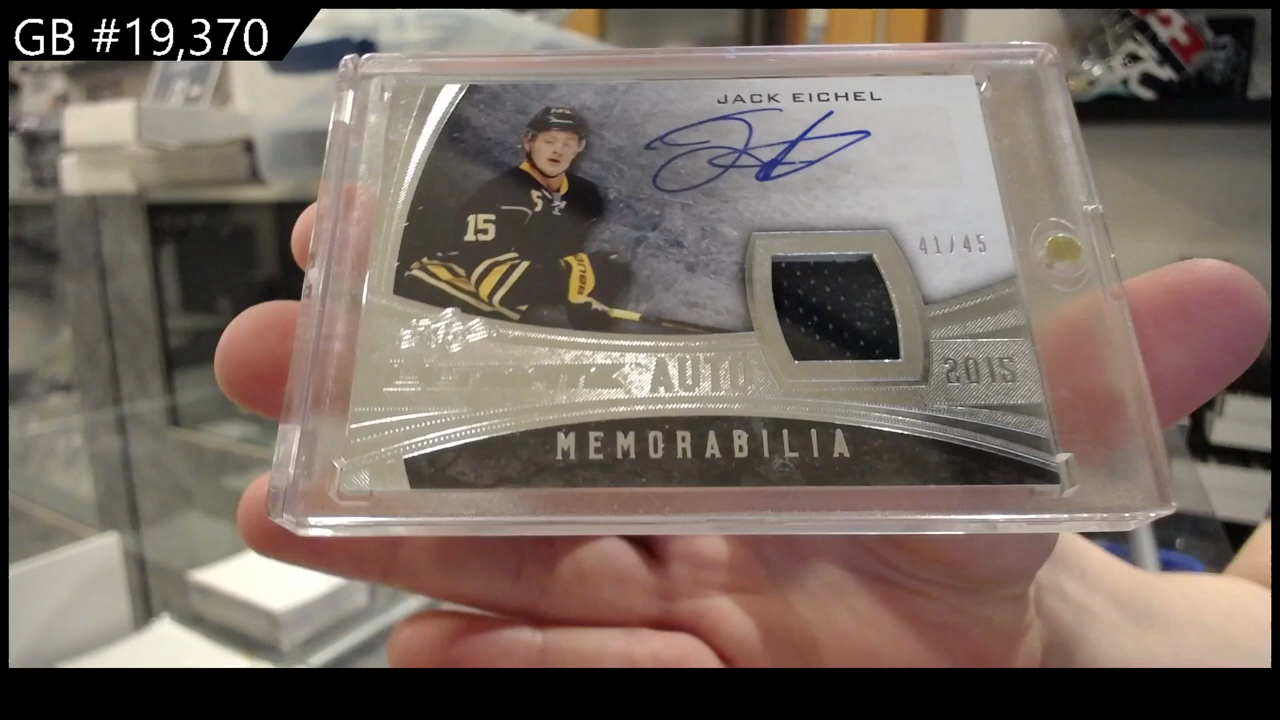 GB #19,370
JACK EICHEL
15
41/45
AUTO
2015
MEMORABILIA